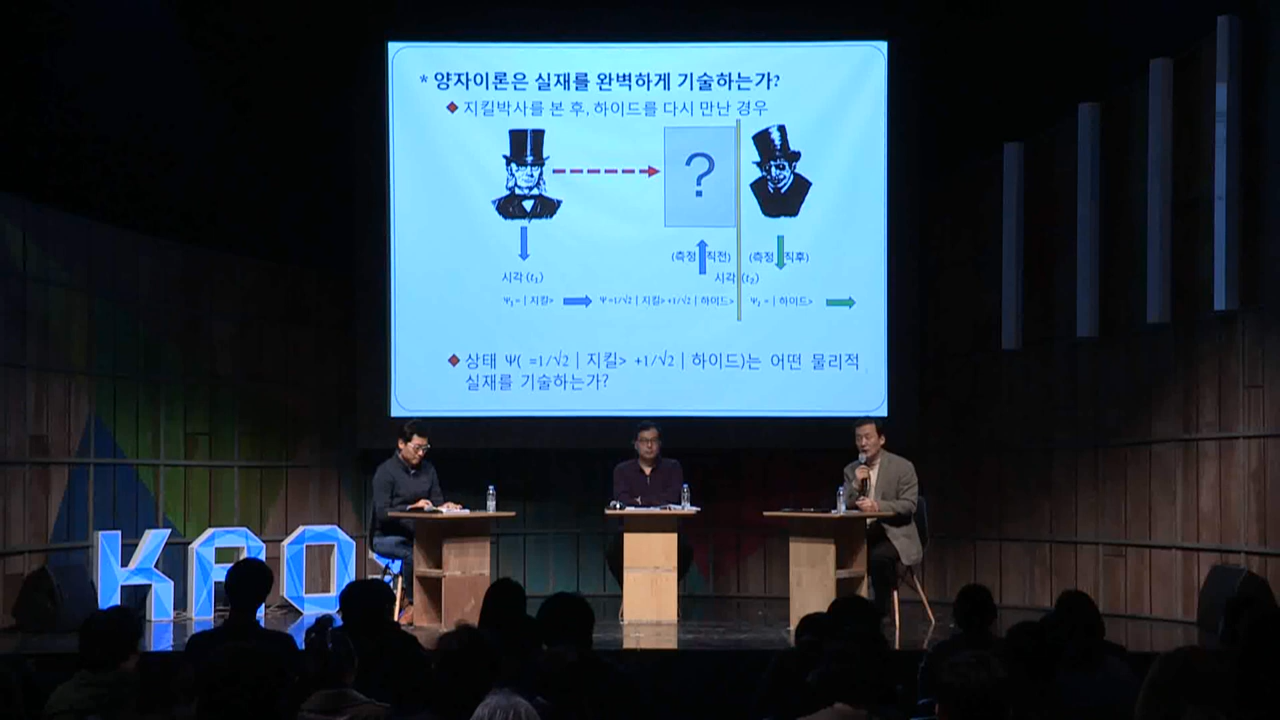 * 양자이론은 실재를 완벽하게 기술하는가?
◆ 지킬박사를 본 후, 하이드를 다시 만난 경우
?
(측정 직전) (측정 직후)
시각 (t₁) 시각 (t₂)
Ψ₁ = | 지킬> Ψ =1/√2 | 지킬> +1/√2 | 하이드> Ψ₂ = | 하이드>
◆ 상태 Ψ( =1/√2 | 지킬> +1/√2 | 하이드)는 어떤 물리적
실재를 기술하는가?
KAO